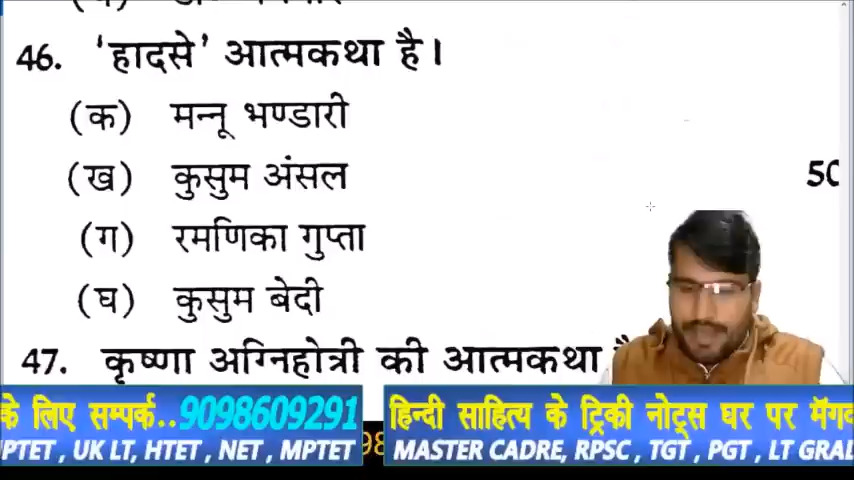 46. 'हादसे' आत्मकथा है।
(क) मन्नू भण्डारी
(ख) कुसुम अंसल
50
(ग) रमणिका गुप्ता
(घ) कुसुम बेदी
47. कृष्णा अग्निहोत्री की आत्मकथा है
के लिए सम्पर्क..9098609291
हिन्दी साहित्य के ट्रिकी नोट्स घर पर मॅगव
PTET , UK LT, HTET , NET , MPTET
98
MASTER CADRE, RPSC , TGT , PGT , LT GRAD